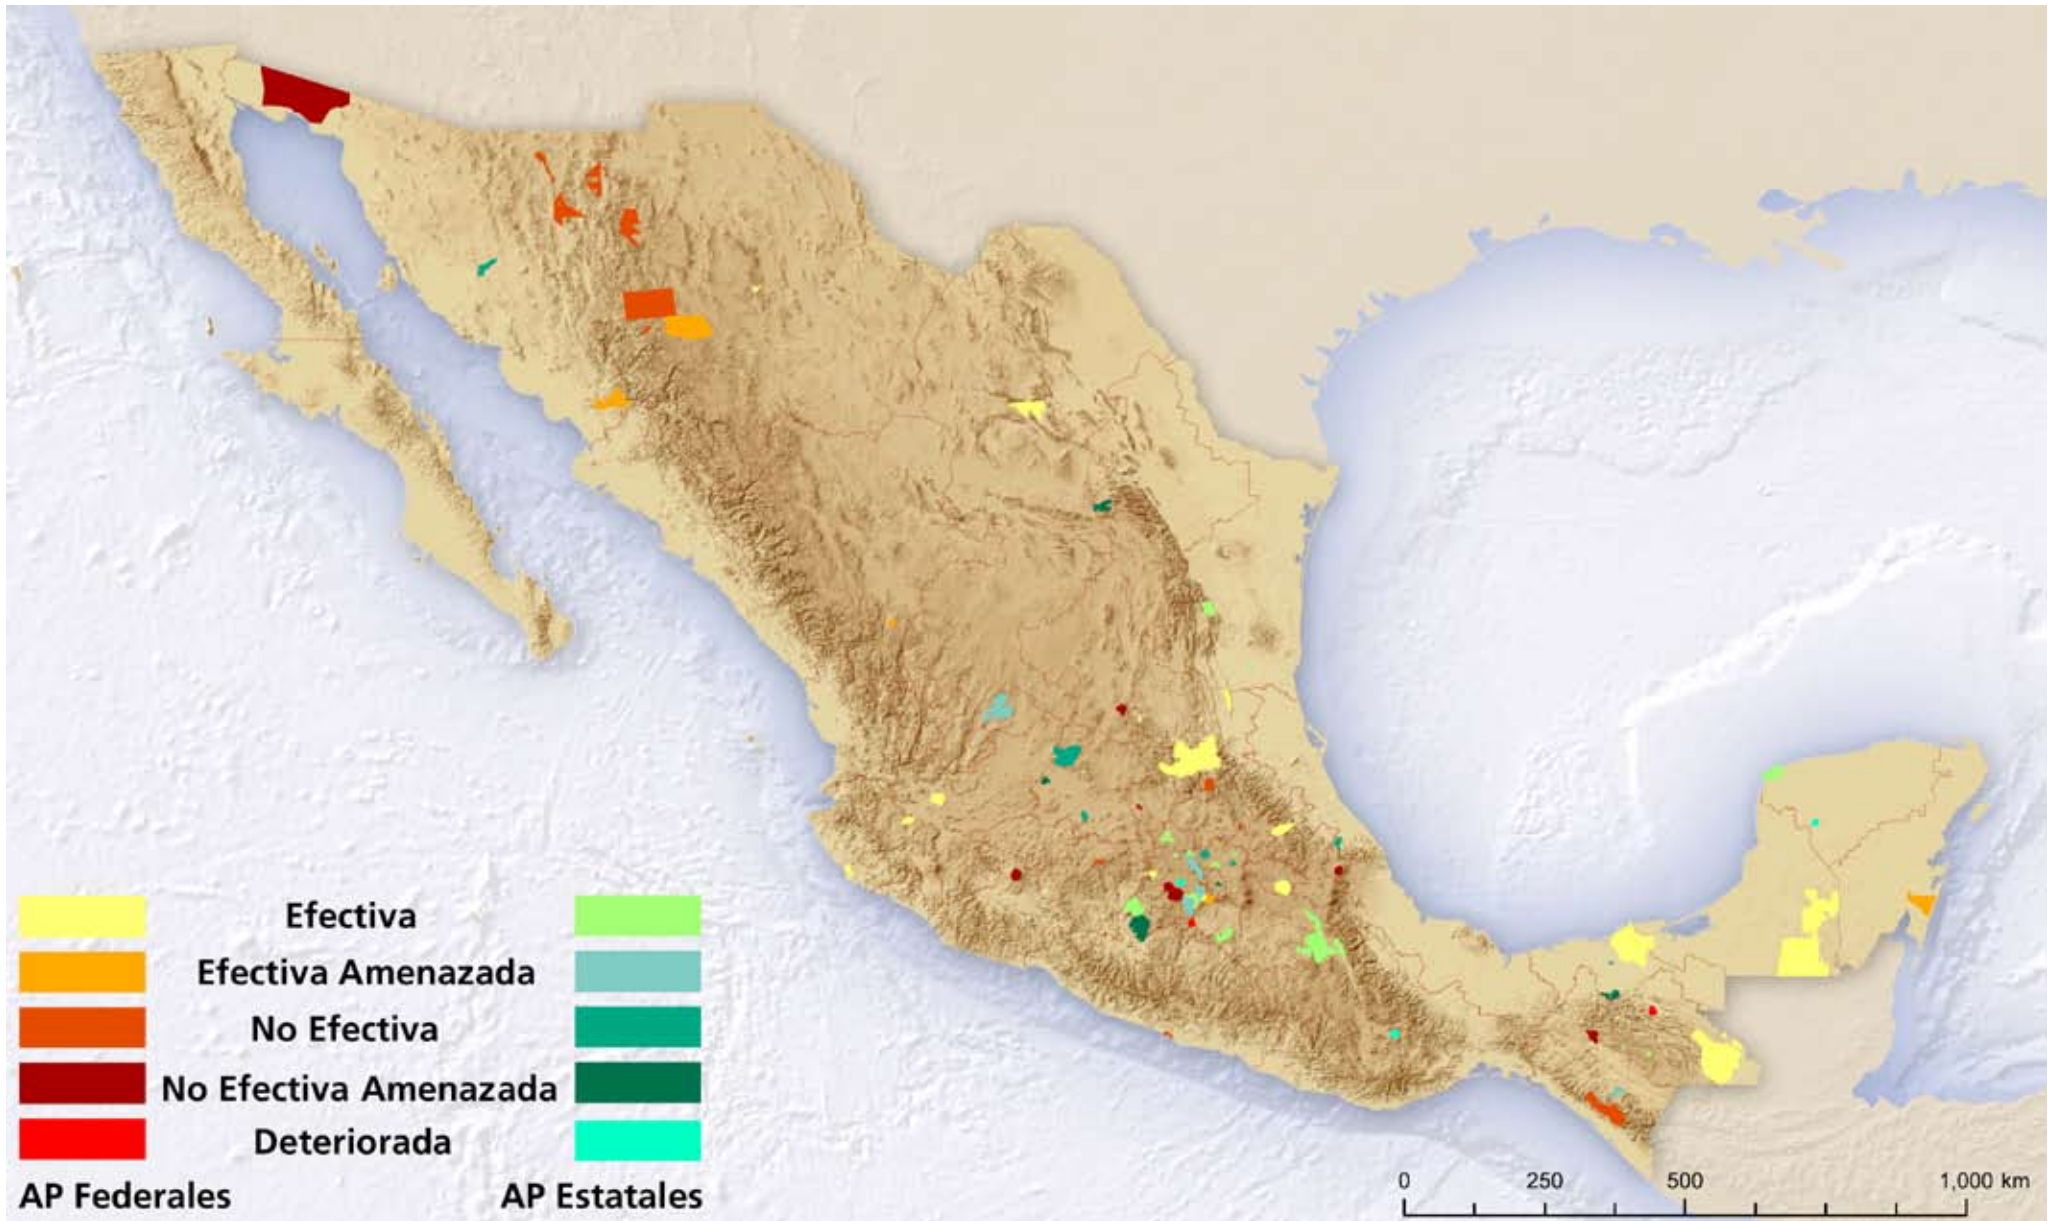 Efectiva
Efectiva Amenazada
No Efectiva
No Efectiva Amenazada
Deteriorada
AP Federales AP Estatales
0 250 500 1,000 km